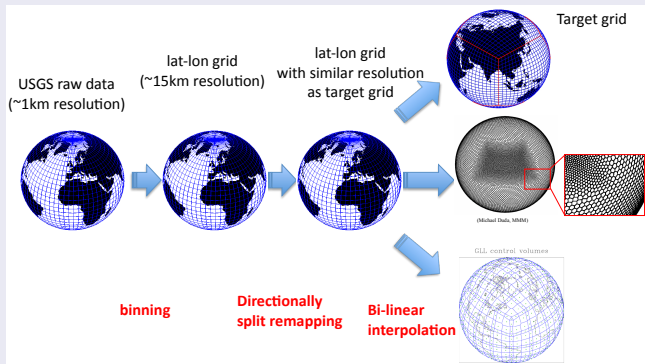 USGS raw data
(~1km resolution)
lat-lon grid
(~15km resolution)
lat-lon grid
with similar resolution
as target grid
Target grid
(Michael Duda, MMM)
GLL control volumes
binning
Directionally
split remapping
Bi-linear
interpolation